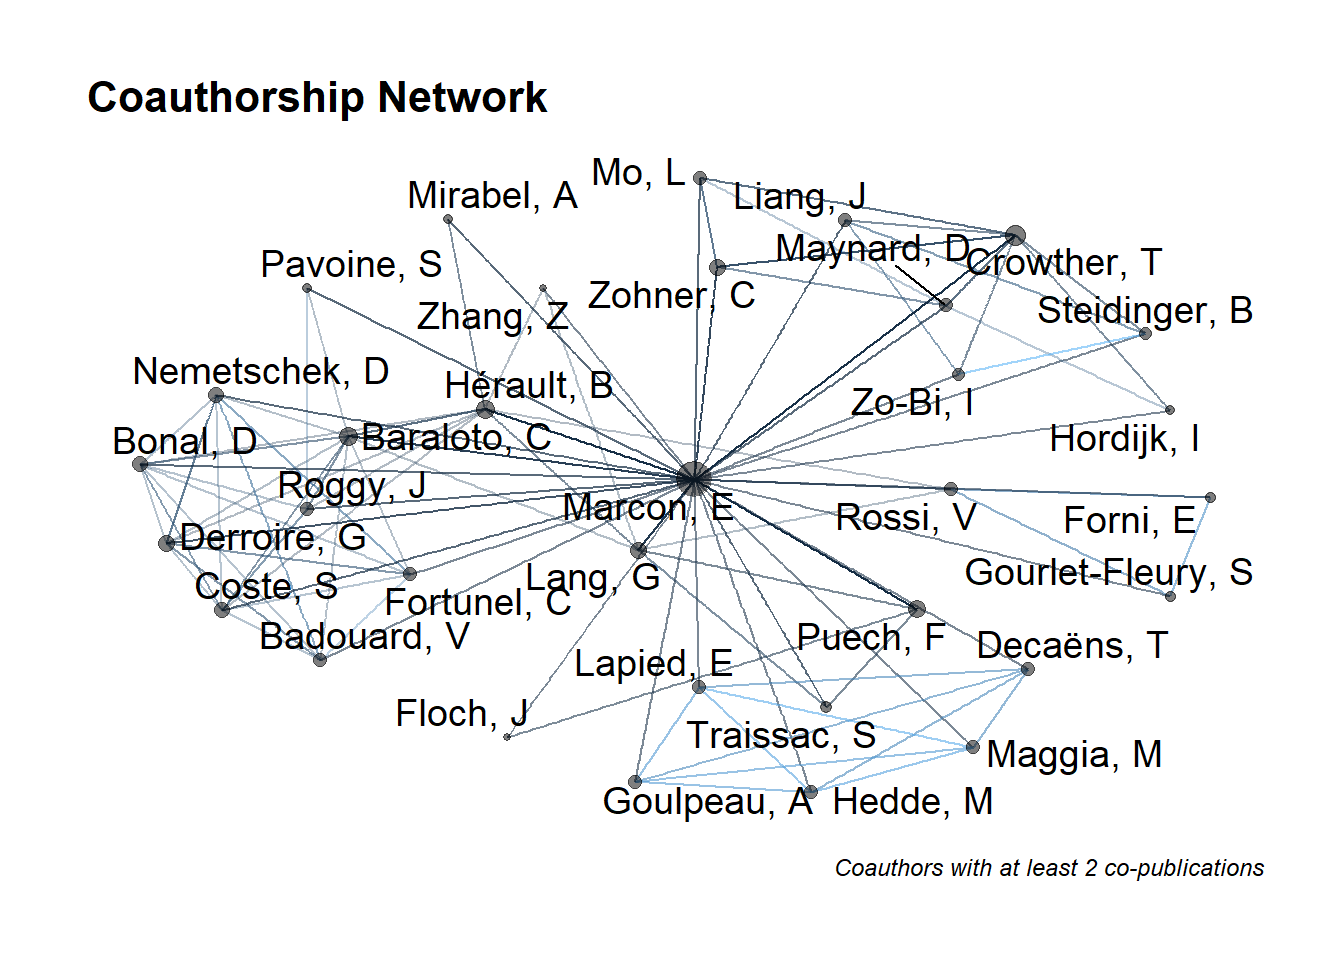 Coauthorship Network
Mo, L
Mirabel, A
Liang, J
Maynard, D
Crowther, T
Pavoine, S
Zohner, C
Steidinger, B
Zhang, Z
Nemetschek, D
Hérault, B
Zo-Bi, I
Bonal, D
Baraloto, C
Hordijk, I
Roggy, J
Marcon, E
Rossi, V
Forni, E
Derroire, G
Lang, G
Gourlet-Fleury, S
Coste, S
Fortunel, C
Badouard, V
Puech, F
Decaëns, T
Lapied, E
Floch, J
Traissac, S
Maggia, M
Goulpeau, A
Hedde, M
Coauthors with at least 2 co-publications